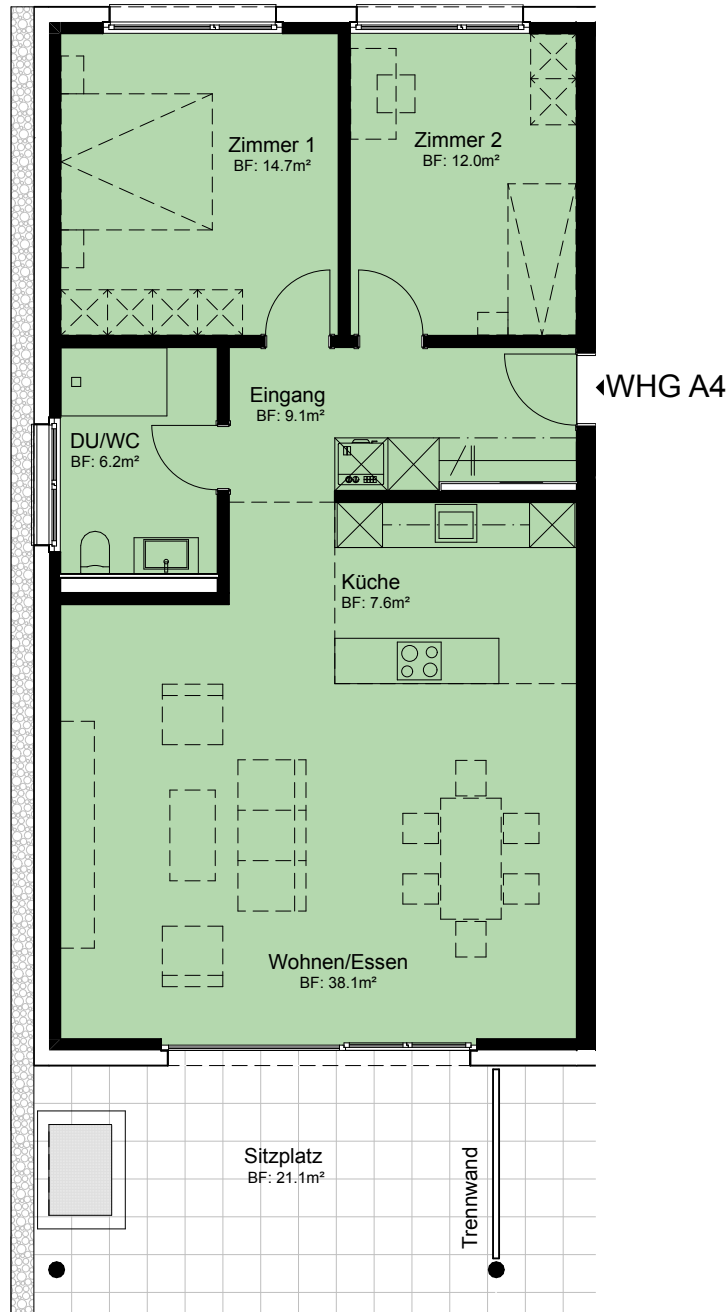 Zimmer 1
BF: 14.7m²
Zimmer 2
BF: 12.0m²
Eingang
BF: 9.1m²
◂WHG A4
DU/WC
BF: 6.2m²
Küche
BF: 7.6m²
Wohnen/Essen
BF: 38.1m²
Sitzplatz
BF: 21.1m²
Trennwand